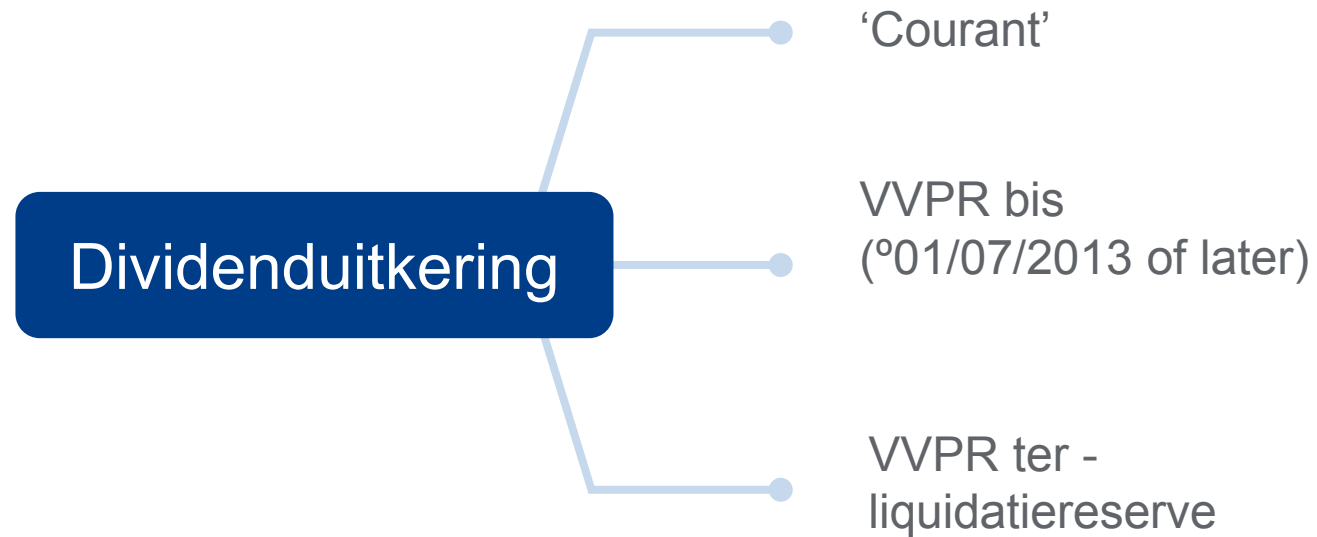 ‘Courant’
Dividenduitkering
VVPR bis
(º01/07/2013 of later)
VVPR ter -
liquidatiereserve